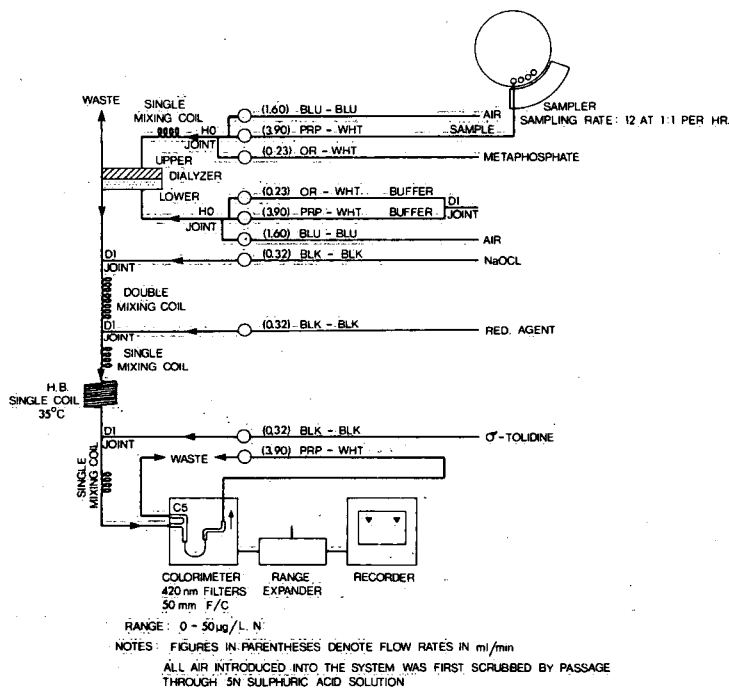 WASTE
SINGLE
MIXING COIL
H0
JOINT
(1.60) BLU - BLU
AIR
(3.90) PRP - WHT
SAMPLE
(0.23) OR - WHT
METAPHOSPHATE
SAMPLER
SAMPLING RATE: 12 AT 1:1 PER HR.
UPPER
DIALYZER
LOWER
H0
JOINT
(0.23) OR - WHT BUFFER
(3.90) PRP - WHT BUFFER
D1
JOINT
(1.60) BLU - BLU
AIR
D1
JOINT
(0.32) BLK - BLK
NaOCL
DOUBLE
MIXING COIL
D1
JOINT
(0.32) BLK - BLK
RED. AGENT
SINGLE
MIXING COIL
H.B.
SINGLE COIL
35°C
D1
JOINT
(0.32) BLK - BLK
σ-TOLIDINE
WASTE
(3.90) PRP - WHT
SINGLE
MIXING COIL
C5
COLORIMETER
420 nm FILTERS
50 mm F/C
RANGE
EXPANDER
RECORDER
RANGE: 0 - 50 µg/L. N
NOTES: FIGURES IN PARENTHESES DENOTE FLOW RATES IN ml/min
ALL AIR INTRODUCED INTO THE SYSTEM WAS FIRST SCRUBBED BY PASSAGE
THROUGH 5N SULPHURIC ACID SOLUTION